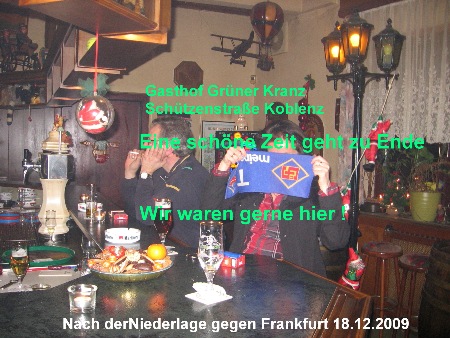 Gasthof Grüner Kranz
Schützenstraße Koblenz
Eine schöne Zeit geht zu Ende
T
mein
Wir waren gerne hier !
Nach derNiederlage gegen Frankfurt 18.12.2009